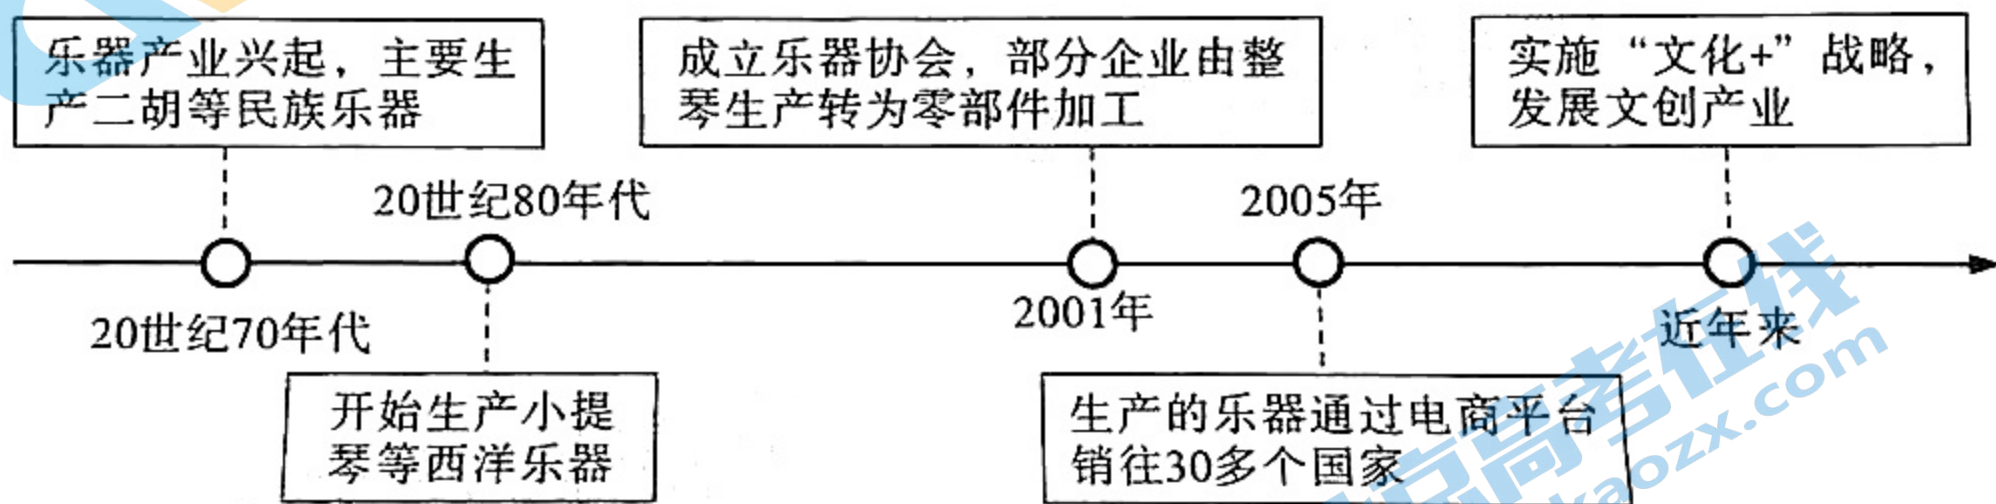 乐器产业兴起，主要生
产二胡等民族乐器
成立乐器协会，部分企业由整
琴生产转为零部件加工
实施“文化+”战略，
发展文创产业
20世纪80年代
2005年
20世纪70年代
2001年
近年来
开始生产小提
琴等西洋乐器
生产的乐器通过电商平台
销往30多个国家
高考在线
kaozx.com